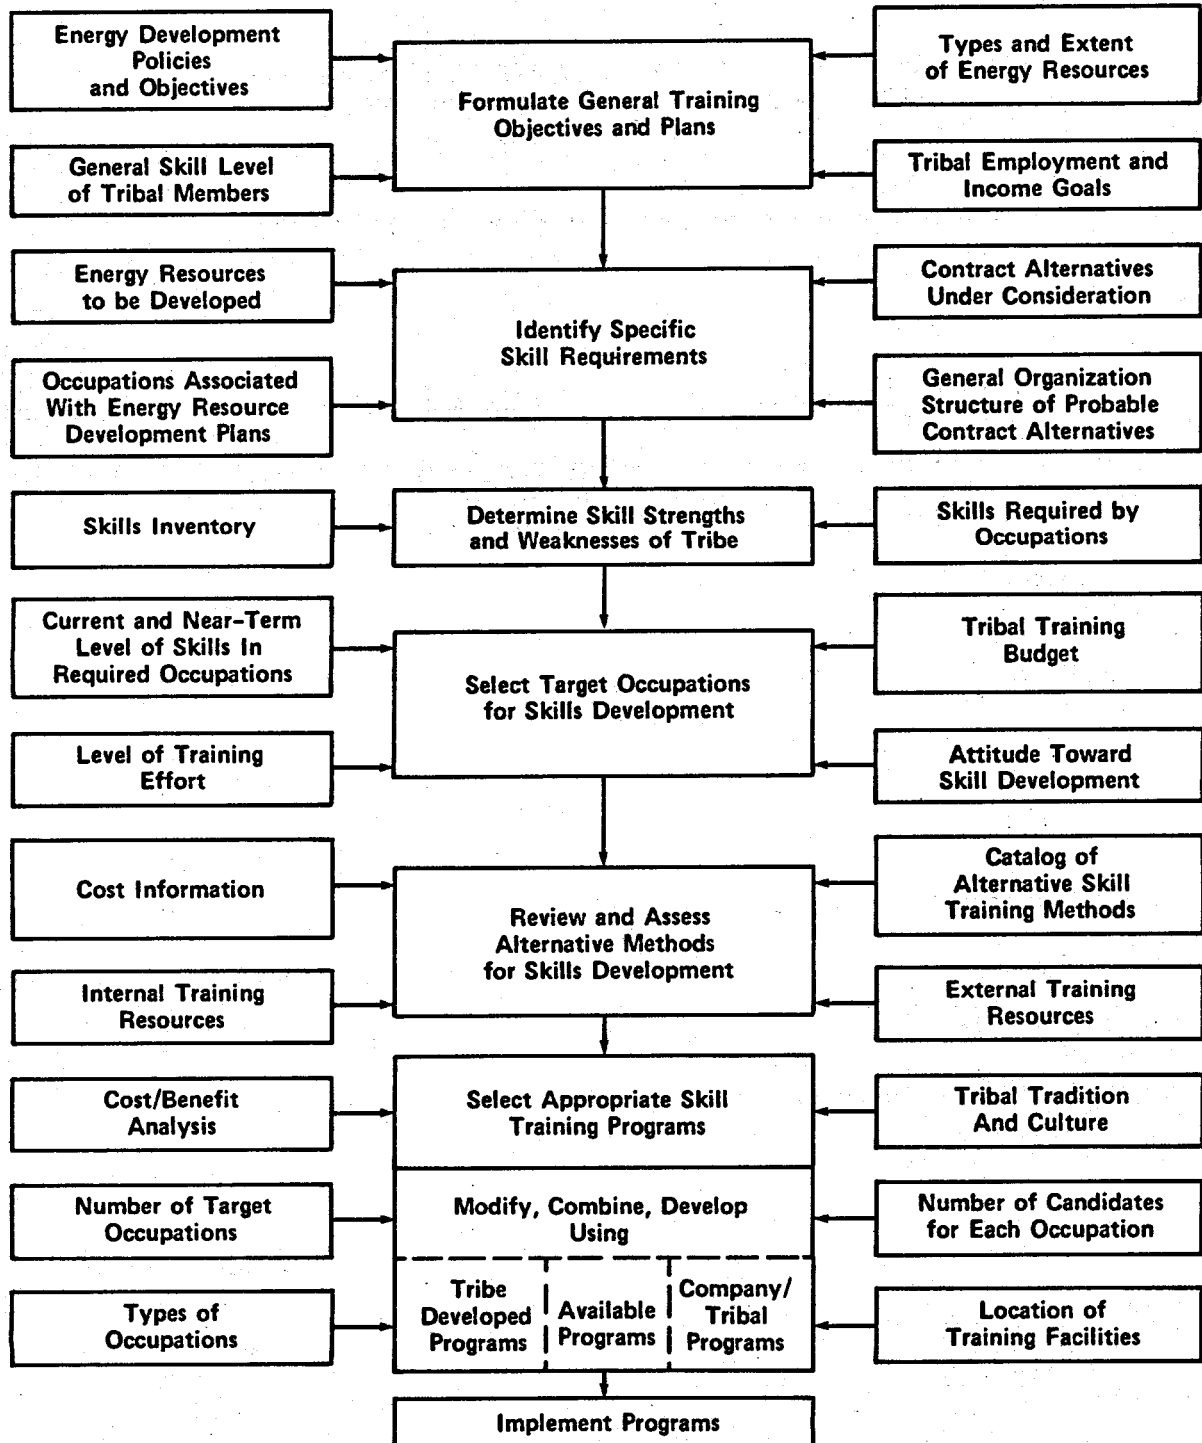 Energy Development
Policies
and Objectives
Types and Extent
of Energy Resources
Formulate General Training
Objectives and Plans
General Skill Level
of Tribal Members
Tribal Employment and
Income Goals
Energy Resources
to be Developed
Contract Alternatives
Under Consideration
Identify Specific
Skill Requirements
Occupations Associated
With Energy Resource
Development Plans
General Organization
Structure of Probable
Contract Alternatives
Skills Inventory
Determine Skill Strengths
and Weaknesses of Tribe
Skills Required by
Occupations
Current and Near-Term
Level of Skills In
Required Occupations
Tribal Training
Budget
Select Target Occupations
for Skills Development
Level of Training
Effort
Attitude Toward
Skill Development
Cost Information
Catalog of
Alternative Skill
Training Methods
Review and Assess
Alternative Methods
for Skills Development
Internal Training
Resources
External Training
Resources
Cost/Benefit
Analysis
Select Appropriate Skill
Training Programs
Tribal Tradition
And Culture
Number of Target
Occupations
Modify, Combine, Develop
Using
Number of Candidates
for Each Occupation
Types of
Occupations
Tribe
Developed
Programs
Available
Programs
Company/
Tribal
Programs
Location of
Training Facilities
Implement Programs